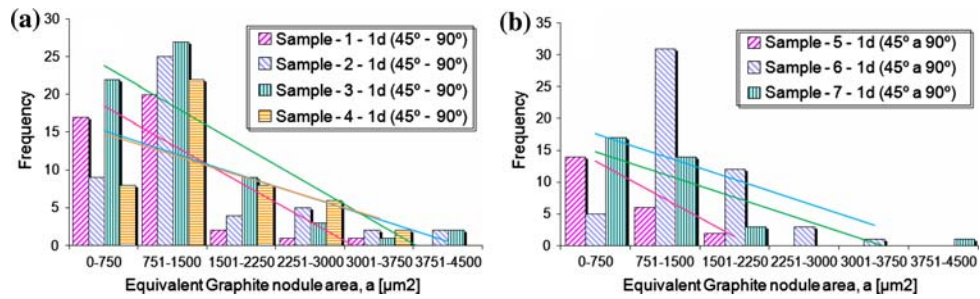 (a)
30
25
20
15
10
5
0
Frequency
Sample - 1 - 1d (45º - 90º)
Sample - 2 - 1d (45º - 90º)
Sample - 3 - 1d (45º - 90º)
Sample - 4 - 1d (45º - 90º)
0-750 751-1500 1501-2250 2251-3000 3001-3750 3751-4500
Equivalent Graphite nodule area, a [µm2]
(b)
35
30
25
20
15
10
5
0
Frequency
Sample - 5 - 1d (45º a 90º)
Sample - 6 - 1d (45º a 90º)
Sample - 7 - 1d (45º a 90º)
0-750 751-1500 1501-2250 2251-3000 3001-3750 3751-4500
Equivalent Graphite nodule area, a [µm2]